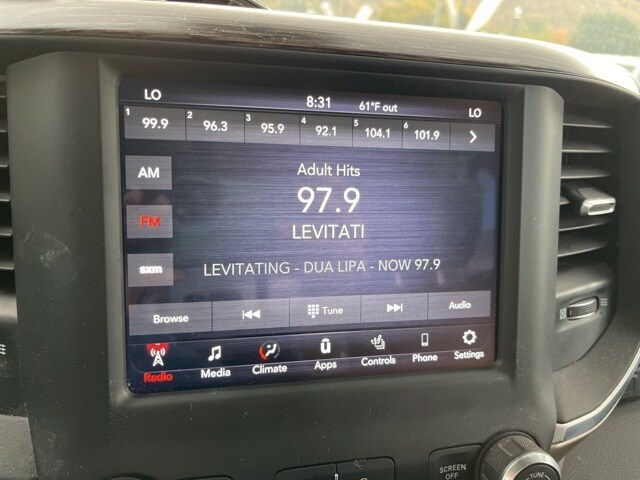 LO 8:31 61°F out LO
1 99.9 2 96.3 3 95.9 4 92.1 5 104.1 6 101.9
AM
Adult Hits
97.9
FM
LEVITATI
sxm
LEVITATING - DUA LIPA - NOW 97.9
Browse Tune Audio
Radio Media Climate Apps Controls Phone Settings
SCREEN
OFF
TUNE